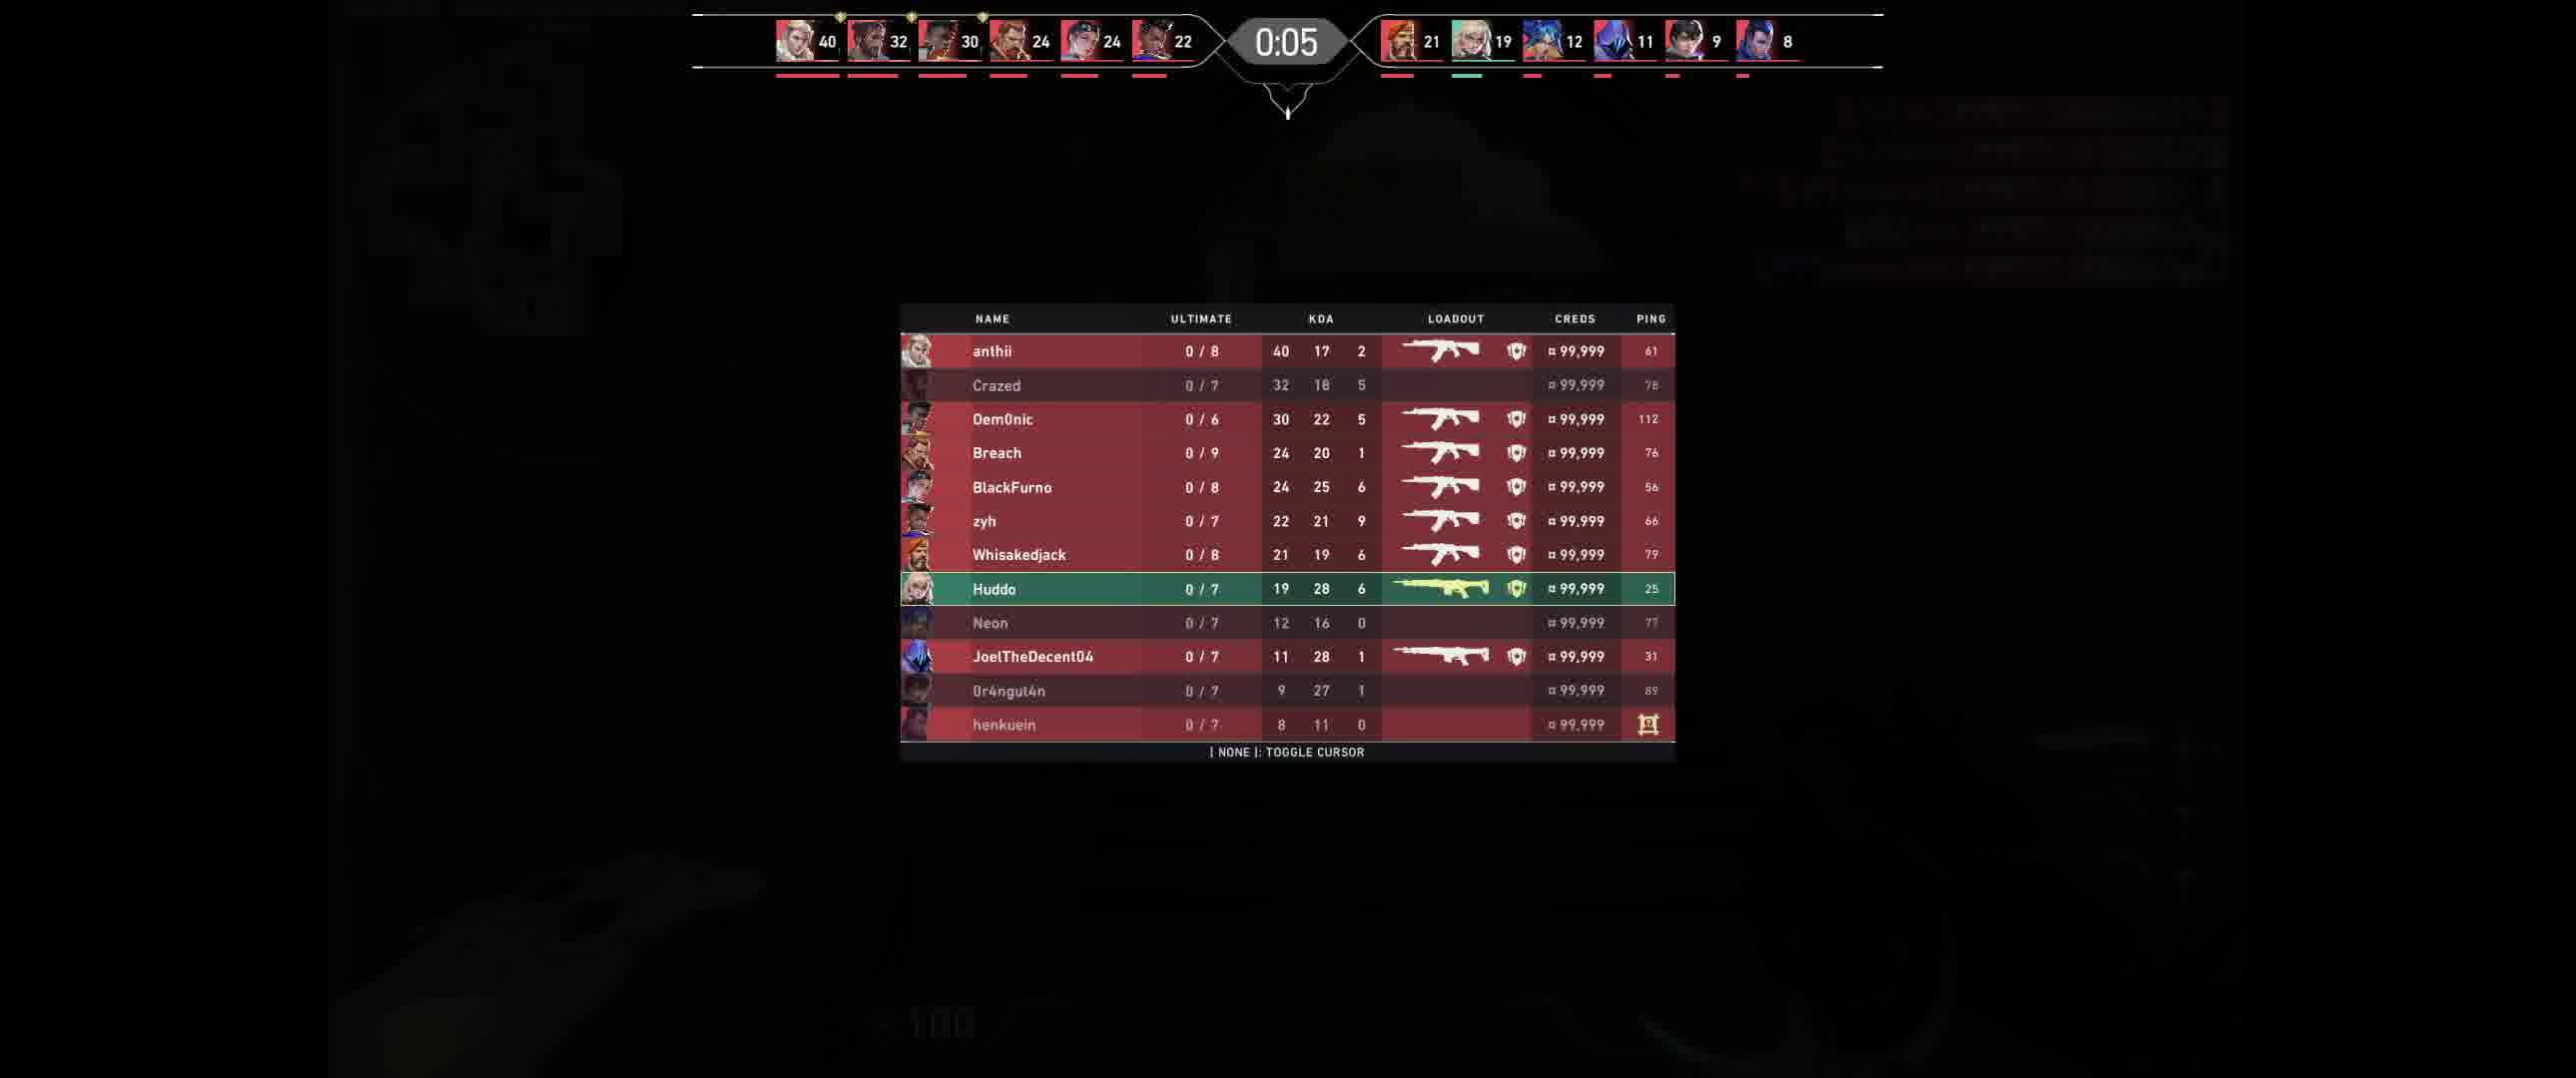 40 32 30 24 24 22 0:05 21 19 12 11 9 8
NAME ULTIMATE KDA LOADOUT CREDS PING
anthii 0 / 8 40 17 2 ¤ 99,999 61
Crazed 0 / 7 32 18 5 ¤ 99,999 78
Dem0nic 0 / 6 30 22 5 ¤ 99,999 112
Breach 0 / 9 24 20 1 ¤ 99,999 76
BlackFurno 0 / 8 24 25 6 ¤ 99,999 56
zyh 0 / 7 22 21 9 ¤ 99,999 66
Whisakedjack 0 / 8 21 19 6 ¤ 99,999 79
Huddo 0 / 7 19 28 6 ¤ 99,999 25
Neon 0 / 7 12 16 0 ¤ 99,999 77
JoelTheDecent04 0 / 7 11 28 1 ¤ 99,999 31
0r4ngut4n 0 / 7 9 27 1 ¤ 99,999 89
henkuein 0 / 7 8 11 0 ¤ 99,999
[ NONE ]: TOGGLE CURSOR
100